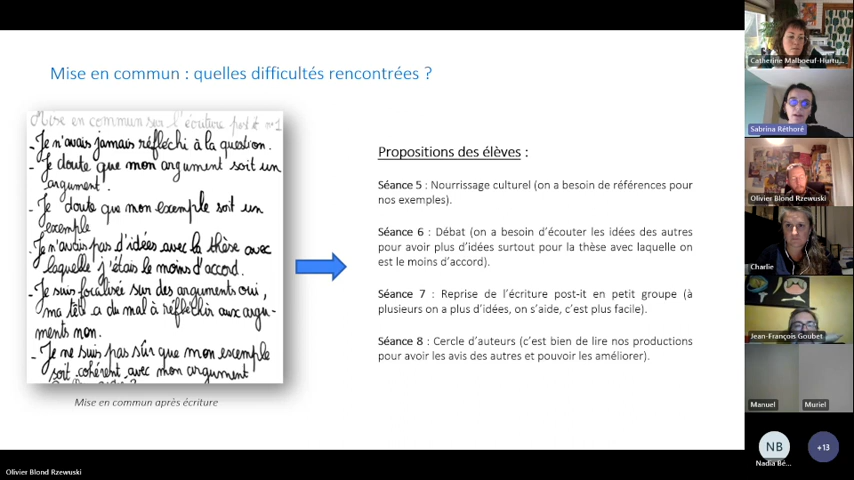 Mise en commun : quelles difficultés rencontrées ?
Mise en commun sur l'écriture post it n°1
- Je n'avais jamais réfléchi à la question.
- Je doute que mon argument soit un
argument.
- Je doute que mon exemple soit un
exemple
- Je n'avais pas d'idées avec la thèse avec
laquelle j'étais le moins d'accord.
- Je suis focalisée sur des arguments oui,
ma tête a du mal à réfléchir aux argu-
ments non.
- Je ne suis pas sûr que mon exemple
soit cohérent avec mon argument
Mise en commun après écriture
Propositions des élèves :
Séance 5 : Nourrissage culturel (on a besoin de références pour
nos exemples).
Séance 6 : Débat (on a besoin d'écouter les idées des autres
pour avoir plus d'idées surtout pour la thèse avec laquelle on
est le moins d'accord).
Séance 7 : Reprise de l'écriture post-it en petit groupe (à
plusieurs on a plus d'idées, on s'aide, c'est plus facile).
Séance 8 : Cercle d'auteurs (c'est bien de lire nos productions
pour avoir les avis des autres et pouvoir les améliorer).
Catherine Malboeuf-Hurtu...
Sabrina Réthoré
Olivier Blond Rzewuski
Charlie
Jean-François Goubet
Manuel
Muriel
NB
+13
Nadia Bé...
Olivier Blond Rzewuski